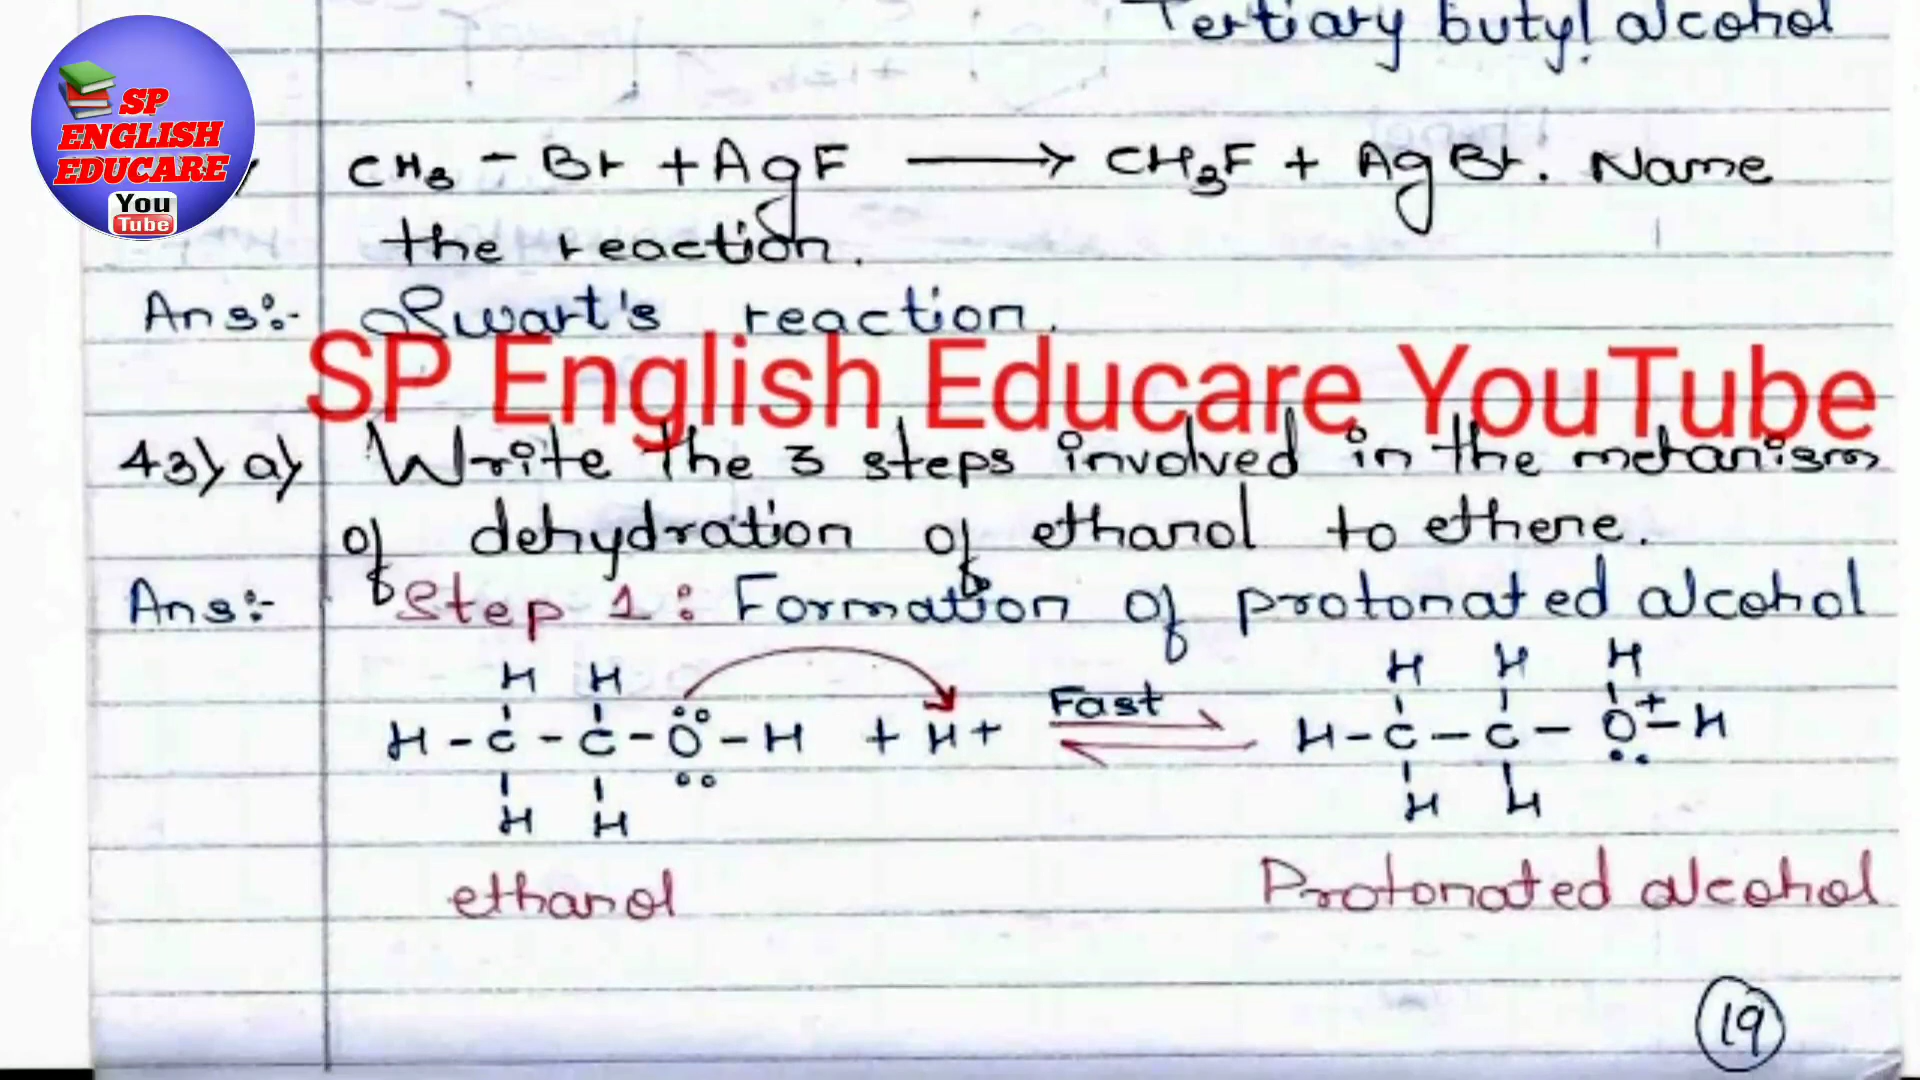 Tertiary butyl alcohol
SP
ENGLISH
EDUCARE
You
Tube
CH3 - Br + AgF → CH3F + AgBr. Name
the reaction.
Ans:- Swart's reaction.
SP English Educare YouTube
43) a) Write the 3 steps involved in the mechanism
of dehydration of ethanol to ethene.
Ans:- Step 1: Formation of protonated alcohol
H H H H H
H - C - C - O - H + H+ Fast H - C - C - O+ - H
H H H H
ethanol Protonated alcohol
19